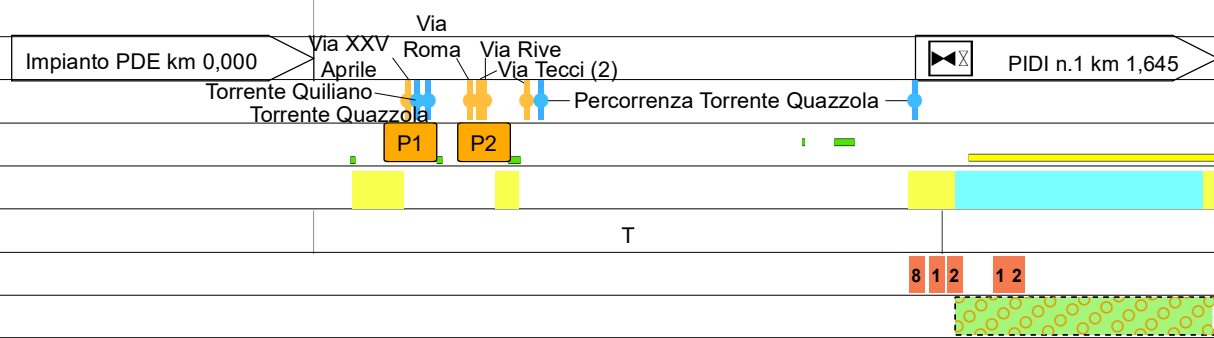 Via
Via XXV
Roma
Via Rive
Impianto PDE km 0,000
Aprile
Via Tecci (2)
PIDI n.1 km 1,645
Torrente Quiliano
Torrente Quazzola
Percorrenza Torrente Quazzola
P1
P2
T
8 1 2 1 2